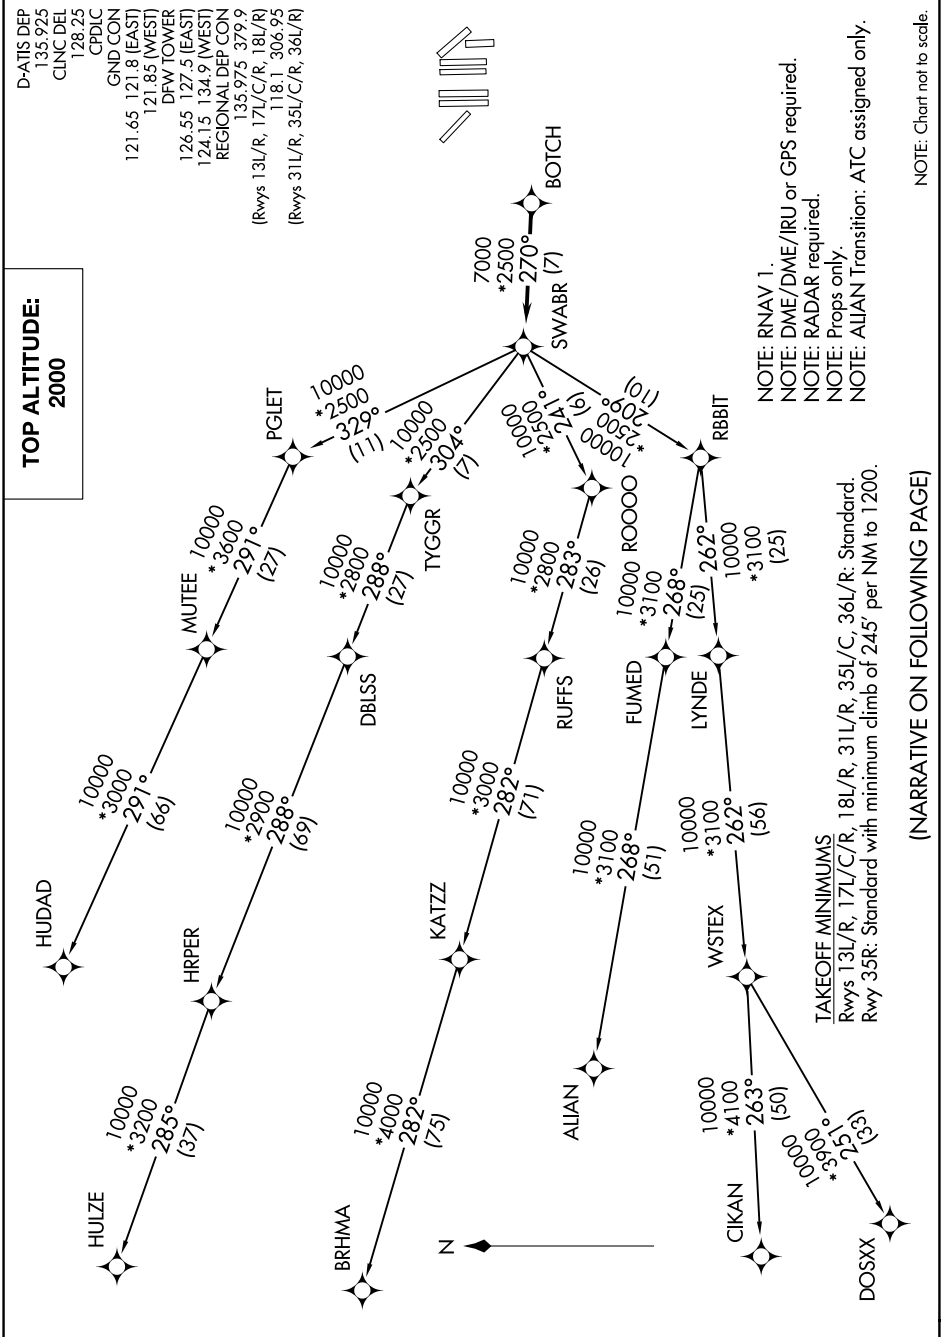 TOP ALTITUDE:
2000
D-ATIS DEP
135.925
CLNC DEL
128.25
CPDLC
GND CON
121.65 121.8 (EAST)
121.85 (WEST)
DFW TOWER
126.55 127.5 (EAST)
124.15 134.9 (WEST)
REGIONAL DEP CON
135.975 379.9
(Rwys 13L/R, 17L/C/R, 18L/R)
118.1 306.95
(Rwys 31L/R, 35L/C/R, 36L/R)
BOTCH
7000
*2500
270°
(7)
SWABR
10000
*2500
329°
(11)
PGLET
10000
*3600
291°
(27)
MUTEE
10000
*3000
291°
(66)
HUDAD
10000
*2500
304°
(7)
TYGGR
10000
*2800
288°
(27)
DBLSS
10000
*2900
288°
(69)
HRPER
10000
*3200
285°
(37)
HULZE
10000
*2500
241°
(9)
ROOOO
10000
*2800
283°
(26)
RUFFS
10000
*3000
282°
(71)
KATZZ
10000
*4000
282°
(75)
BRHMA
10000
*2500
209°
(10)
RBBIT
10000
*3100
268°
(25)
FUMED
10000
*3100
268°
(51)
ALIAN
262°
10000
*3100
(25)
LYNDE
10000
*3100
262°
(56)
WSTEX
10000
*4100
263°
(50)
CIKAN
10000
*3900
251°
(33)
DOSXX
N
NOTE: RNAV 1.
NOTE: DME/DME/IRU or GPS required.
NOTE: RADAR required.
NOTE: Props only.
NOTE: ALIAN Transition: ATC assigned only.
TAKEOFF MINIMUMS
Rwys 13L/R, 17L/C/R, 18L/R, 31L/R, 35L/C, 36L/R: Standard.
Rwy 35R: Standard with minimum climb of 245' per NM to 1200.
(NARRATIVE ON FOLLOWING PAGE)
NOTE: Chart not to scale.